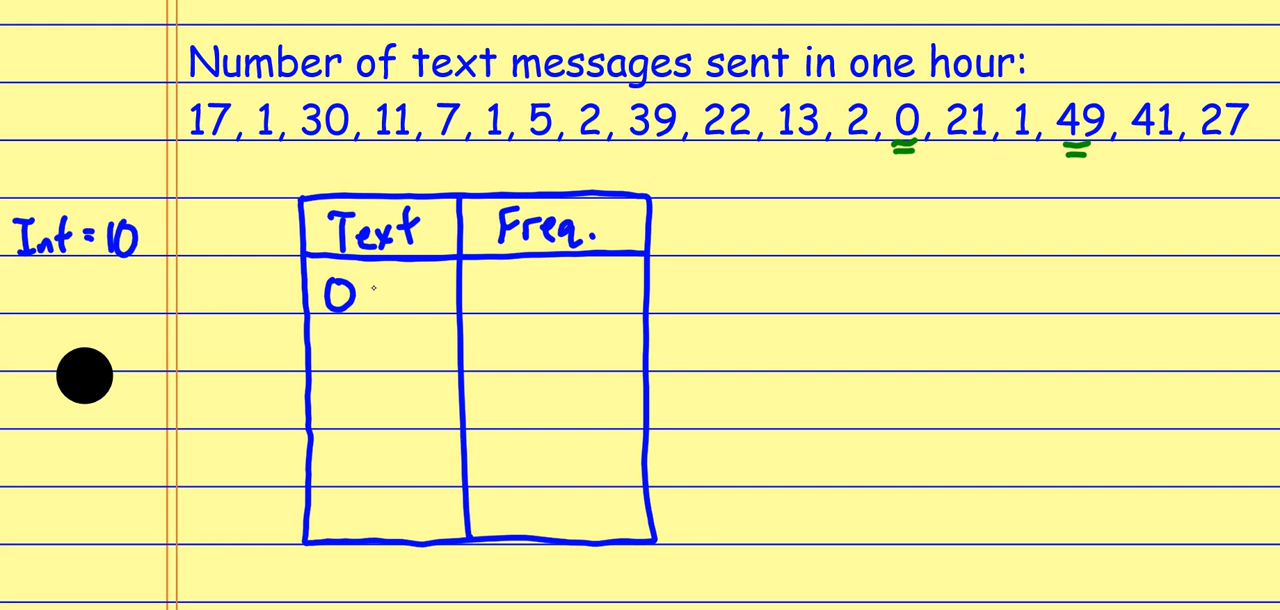 Number of text messages sent in one hour:
17, 1, 30, 11, 7, 1, 5, 2, 39, 22, 13, 2, 0, 21, 1, 49, 41, 27
Int = 10
Text Freq.
0